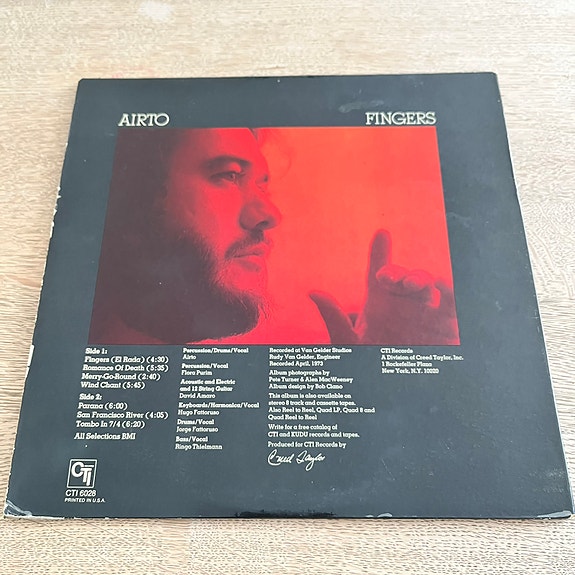 AIRTO
FINGERS
Side 1:
Fingers (El Rada) (4:30)
Romance Of Death (5:35)
Merry-Go-Round (2:40)
Wind Chant (5:45)
Side 2:
Parana (6:00)
San Francisco River (4:05)
Tombo In 7/4 (6:20)
All Selections BMI
Percussion/Drums/Vocal
Airto
Percussion/Vocal
Flora Purim
Acoustic and Electric
and 12 String Guitar
David Amaro
Keyboards/Harmonica/Vocal
Hugo Fattoruso
Drums/Vocal
Jorge Fattoruso
Bass/Vocal
Ringo Thielmann
Recorded at Van Gelder Studios
Rudy Van Gelder, Engineer
Recorded April, 1973
Album photographs by
Pete Turner & Alen MacWeeney
Album design by Bob Ciano
This album is also available on
stereo 8 track and cassette tapes.
Also Reel to Reel, Quad LP, Quad 8 and
Quad Reel to Reel
Write for a free catalog of
CTI and KUDU records and tapes.
Produced for CTI Records by
Creed Taylor
CTI Records
A Division of Creed Taylor, Inc.
1 Rockefeller Plaza
New York, N.Y. 10020
CTI
CTI 6028
PRINTED IN U.S.A.